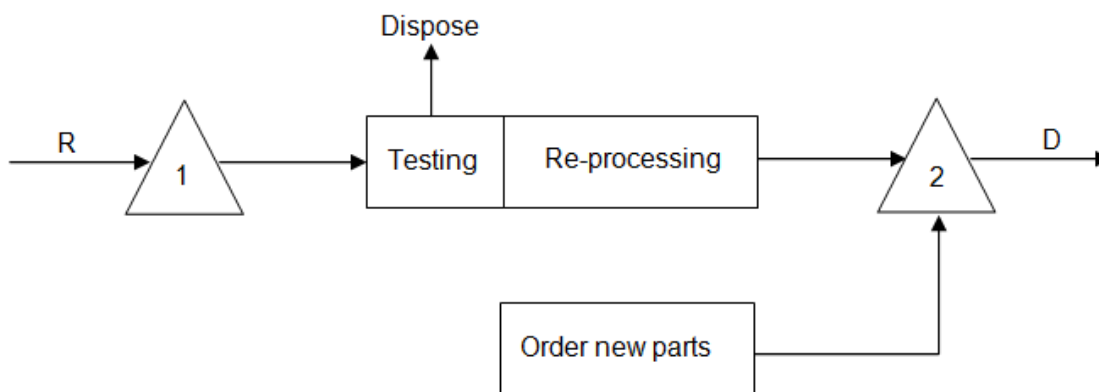 Dispose
R
1
Testing
Re-processing
2
D
Order new parts